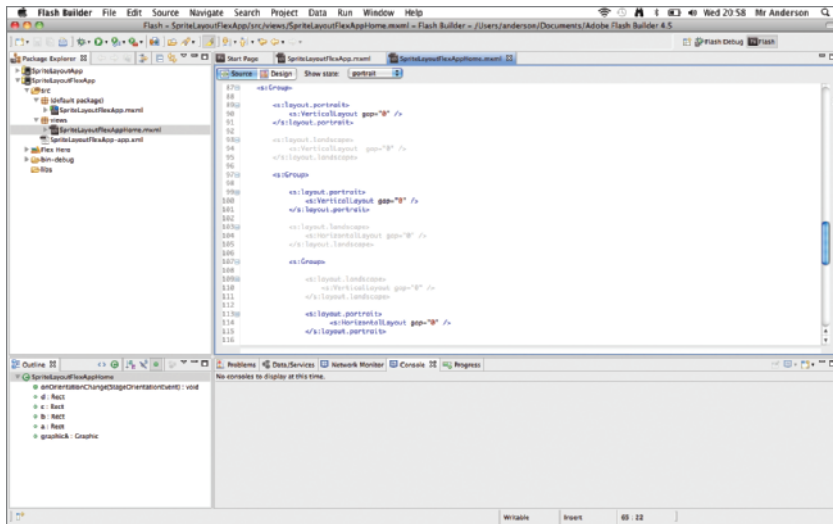 Flash Builder File Edit Source Navigate Search Project Data Run Window Help Wed 20:58 Mr Anderson
Flash - SpriteLayoutFlexApp/src/views/SpriteLayoutFlexAppHome.mxml - Flash Builder - /Users/anderson/Documents/Adobe Flash Builder 4.5
Flash Debug Flash
Package Explorer
SpriteLayoutApp
SpriteLayoutFlexApp
src
(default package)
SpriteLayoutFlexApp.mxml
views
SpriteLayoutFlexAppHome.mxml
SpriteLayoutFlexApp-app.xml
Flex Here
bin-debug
libs
Start Page SpriteLayoutFlexApp.mxml SpriteLayoutFlexAppHome.mxml
Source Design Show state: portrait
87 <s:Group>
88
89 <s:layout.portrait>
90 <s:VerticalLayout gap="0" />
91 </s:layout.portrait>
92
93 <s:layout.landscape>
94 <s:VerticalLayout gap="0" />
95 </s:layout.landscape>
96
97 <s:Group>
98
99 <s:layout.portrait>
100 <s:VerticalLayout gap="0" />
101 </s:layout.portrait>
102
103 <s:layout.landscape>
104 <s:HorizontalLayout gap="0" />
105 </s:layout.landscape>
106
107 <s:Group>
108
109 <s:layout.landscape>
110 <s:VerticalLayout gap="0" />
111 </s:layout.landscape>
112
113 <s:layout.portrait>
114 <s:HorizontalLayout gap="0" />
115 </s:layout.portrait>
116
Outline
SpriteLayoutFlexAppHome
onOrientationChange(StageOrientationEvent) : void
d : Rect
c : Rect
b : Rect
a : Rect
: Graphic
Problems Data/Services Network Monitor Console Progress
No consoles to display at this time.
Writable Insert 65 : 22